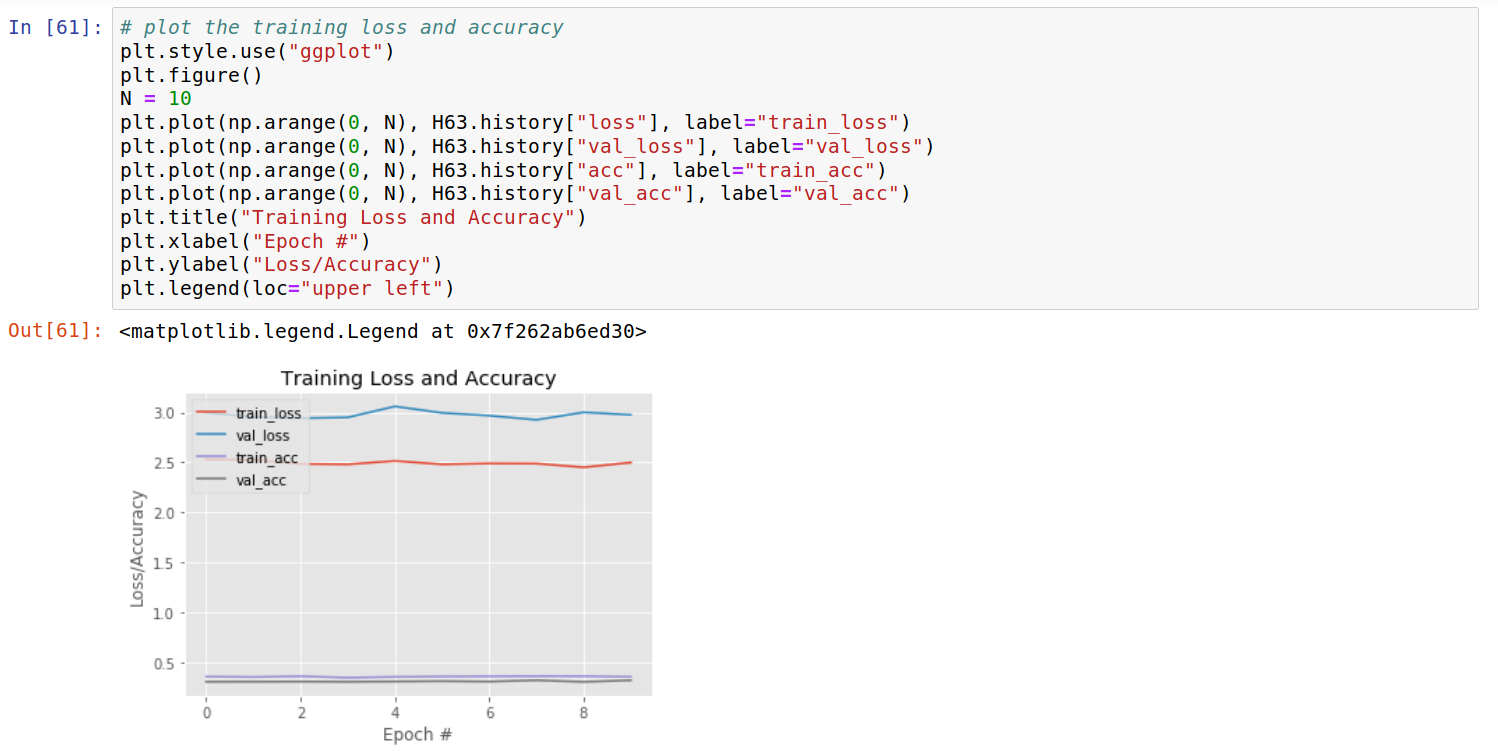 In [61]: # plot the training loss and accuracy
plt.style.use("ggplot")
plt.figure()
N = 10
plt.plot(np.arange(0, N), H63.history["loss"], label="train_loss")
plt.plot(np.arange(0, N), H63.history["val_loss"], label="val_loss")
plt.plot(np.arange(0, N), H63.history["acc"], label="train_acc")
plt.plot(np.arange(0, N), H63.history["val_acc"], label="val_acc")
plt.title("Training Loss and Accuracy")
plt.xlabel("Epoch #")
plt.ylabel("Loss/Accuracy")
plt.legend(loc="upper left")
Out[61]: <matplotlib.legend.Legend at 0x7f262ab6ed30>
Training Loss and Accuracy
train_loss
val_loss
train_acc
val_acc
3.0
2.5
2.0
1.5
1.0
0.5
Loss/Accuracy
0 2 4 6 8
Epoch #